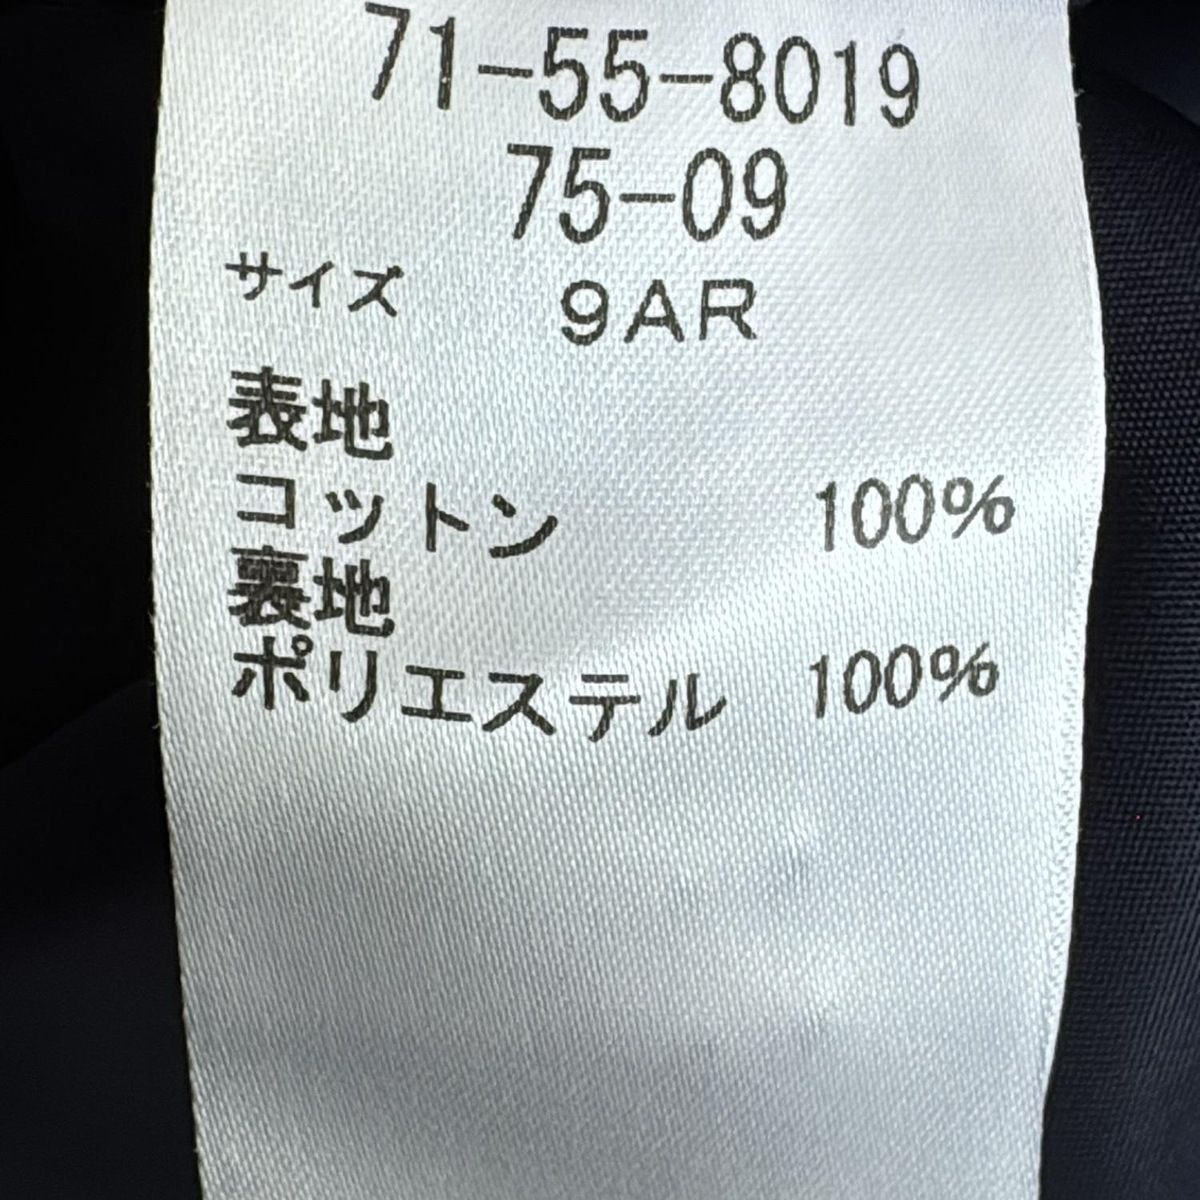 71-55-8019
75-09
サイズ 9AR
表地
コットン 100%
裏地
ポリエステル 100%